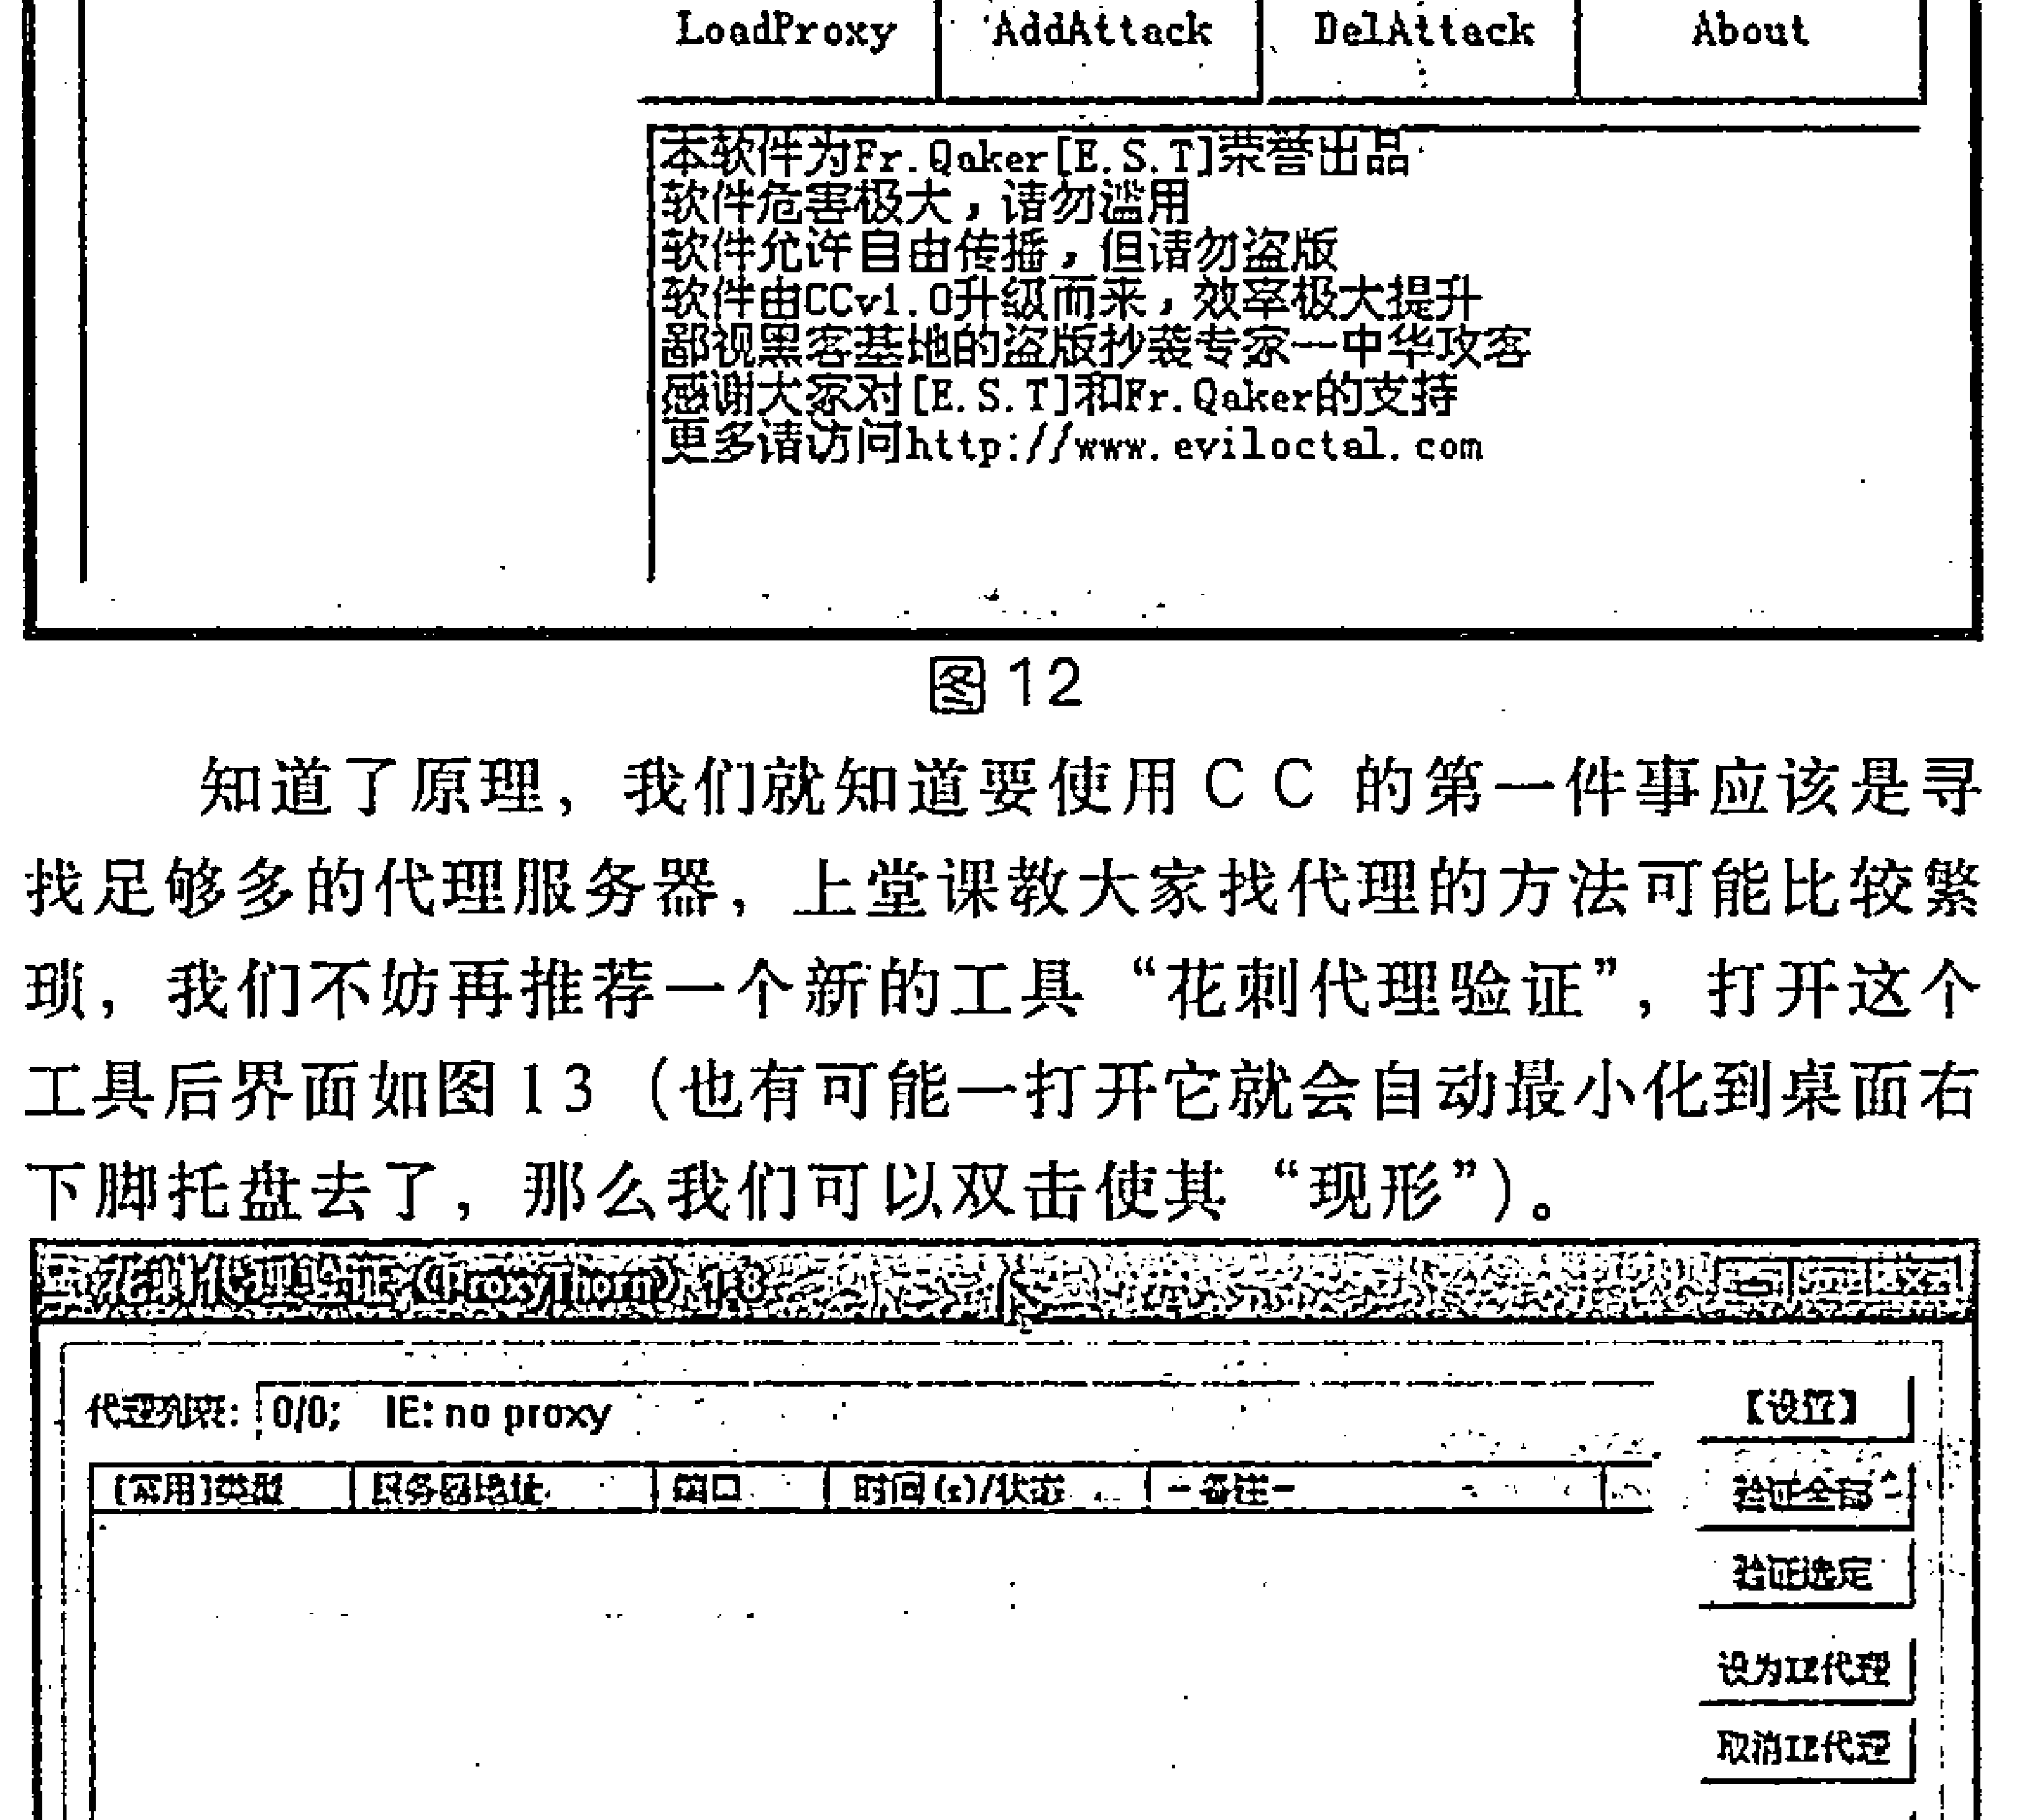 LoadProxy AddAttack DelAttack About
本软件为Fr.Qaker[E.S.T]荣誉出品
软件危害极大，请勿滥用
软件允许自由传播，但请勿盗版
软件由CCv1.0升级而来，效率极大提升
鄙视黑客基地的盗版抄袭专家--中华攻客
感谢大家对[E.S.T]和Fr.Qaker的支持
更多请访问http://www.eviloctal.com
图12
知道了原理，我们就知道要使用CC 的第一件事应该是寻
找足够多的代理服务器，上堂课教大家找代理的方法可能比较繁
琐，我们不妨再推荐一个新的工具“花刺代理验证”，打开这个
工具后界面如图13（也有可能一打开它就会自动最小化到桌面右
下脚托盘去了，那么我们可以双击使其“现形”）。
花刺代理验证(ProxyThorn) 1.8
代理列表: 0/0; IE: no proxy 【设置】
[常用]类型 服务器地址 端口 时间(s)/状态 -备注- 验证全部
验证选定
设为IE代理
取消IE代理